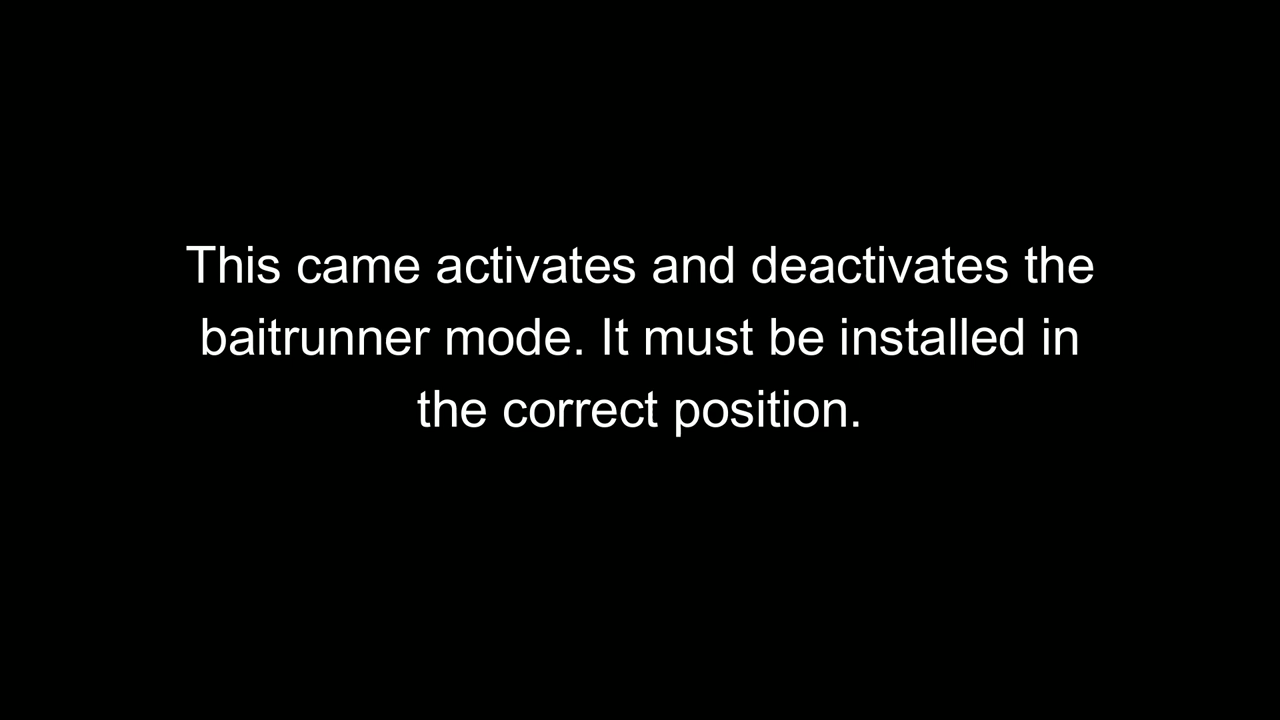 This came activates and deactivates the
baitrunner mode. It must be installed in
the correct position.